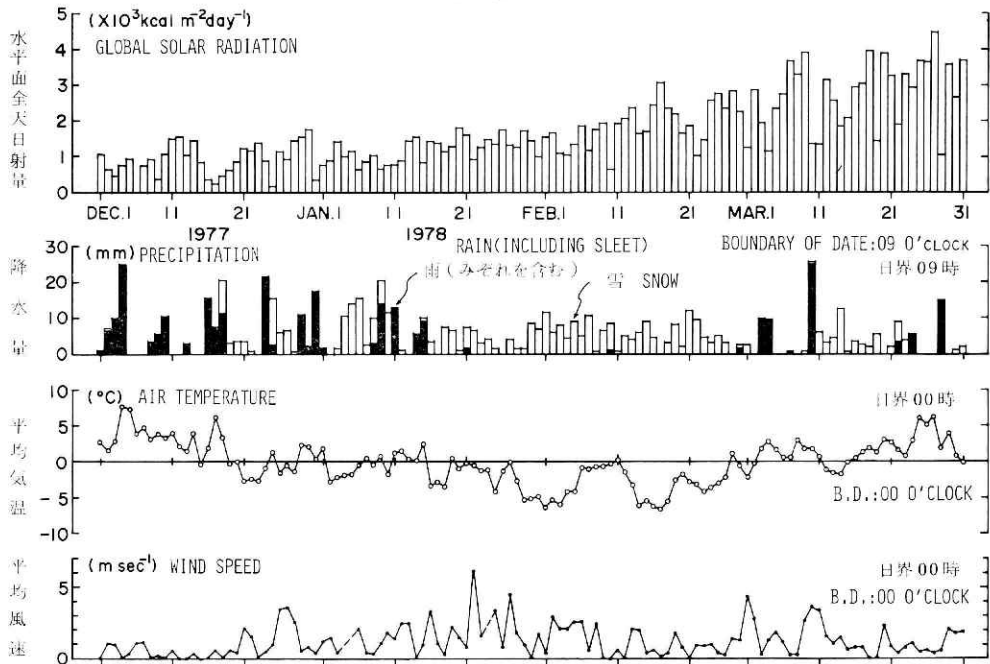 水平面全天日射量
(×10³kcal m⁻²day⁻¹)
GLOBAL SOLAR RADIATION
5
4
3
2
1
0
DEC.1 11 21 JAN.1 11 21 FEB.1 11 21 MAR.1 11 21 31
1977 1978
降水量
(mm) PRECIPITATION
RAIN(INCLUDING SLEET)
雨(みぞれを含む)
雪 SNOW
BOUNDARY OF DATE:09 O'CLOCK
日界09時
30
20
10
0
平均気温
(°C) AIR TEMPERATURE
日界00時
B.D.:00 O'CLOCK
10
5
0
-5
-10
平均風速
(m sec⁻¹) WIND SPEED
日界00時
B.D.:00 O'CLOCK
5
0